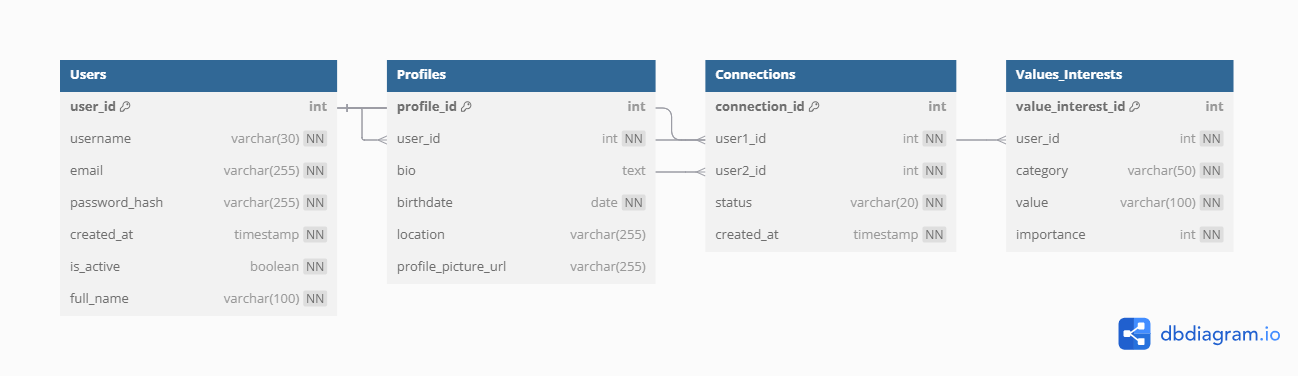 Users
user_id int
username varchar(30) NN
email varchar(255) NN
password_hash varchar(255) NN
created_at timestamp NN
is_active boolean NN
full_name varchar(100) NN
Profiles
profile_id int
user_id int NN
bio text
birthdate date NN
location varchar(255)
profile_picture_url varchar(255)
Connections
connection_id int
user1_id int NN
user2_id int NN
status varchar(20) NN
created_at timestamp NN
Values_Interests
value_interest_id int
user_id int NN
category varchar(50) NN
value varchar(100) NN
importance int NN
dbdiagram.io